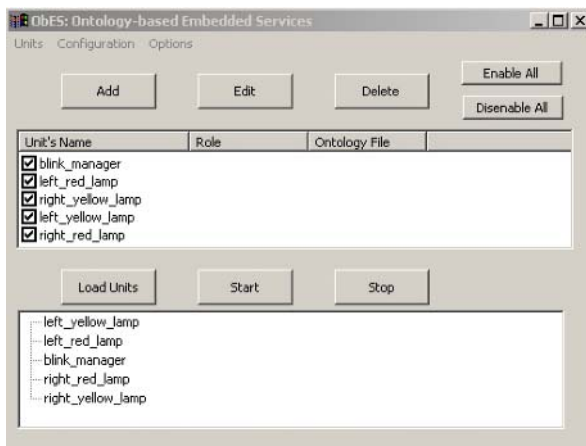 ObES: Ontology-based Embedded Services
Units Configuration Options
Add Edit Delete Enable All
Disenable All
Unit's Name Role Ontology File
blink_manager
left_red_lamp
right_yellow_lamp
left_yellow_lamp
right_red_lamp
Load Units Start Stop
left_yellow_lamp
left_red_lamp
blink_manager
right_red_lamp
right_yellow_lamp